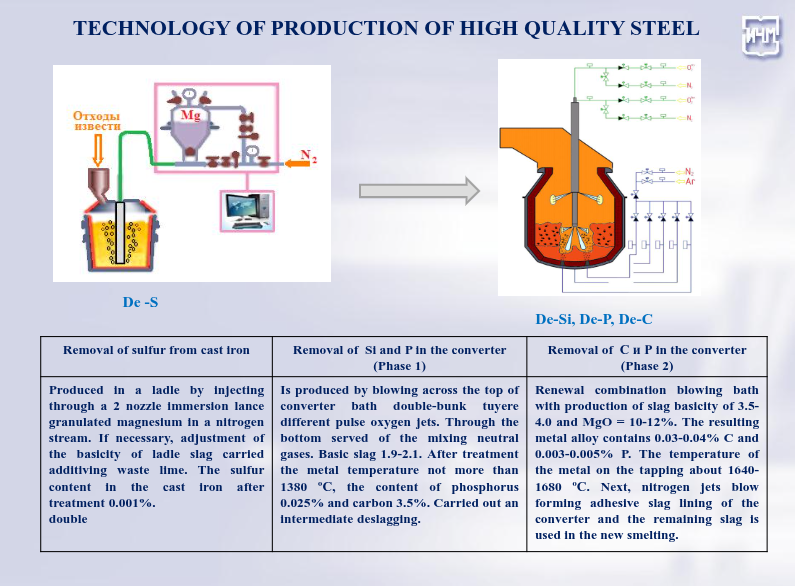 TECHNOLOGY OF PRODUCTION OF HIGH QUALITY STEEL
ИЧМ
Отходы
извести
Mg
N2
N2
Ar
De -S
De-Si, De-P, De-C
Removal of sulfur from cast iron
Removal of Si and P in the converter
(Phase 1)
Removal of C и P in the converter
(Phase 2)
Produced in a ladle by injecting
through a 2 nozzle immersion lance
granulated magnesium in a nitrogen
stream. If necessary, adjustment of
the basicity of ladle slag carried
additiving waste lime. The sulfur
content in the cast iron after
treatment 0.001%.
double
Is produced by blowing across the top of
converter bath double-bunk tuyere
different pulse oxygen jets. Through the
bottom served of the mixing neutral
gases. Basic slag 1.9-2.1. After treatment
the metal temperature not more than
1380 °C, the content of phosphorus
0.025% and carbon 3.5%. Carried out an
intermediate deslagging.
Renewal combination blowing bath
with production of slag basicity of 3.5-
4.0 and MgO = 10-12%. The resulting
metal alloy contains 0.03-0.04% C and
0.003-0.005% P. The temperature of
the metal on the tapping about 1640-
1680 °C. Next, nitrogen jets blow
forming adhesive slag lining of the
converter and the remaining slag is
used in the new smelting.